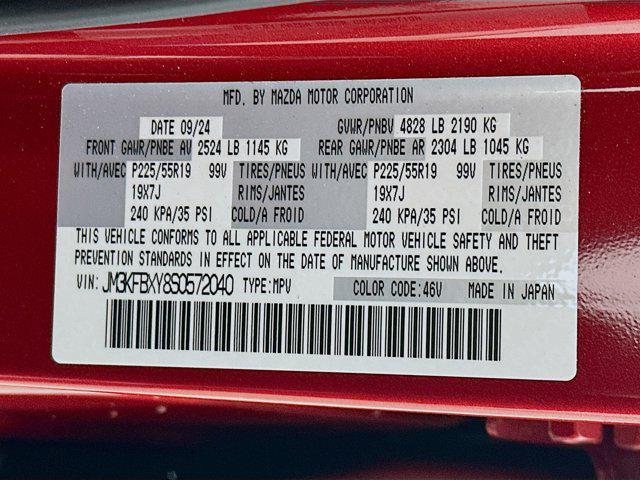 MFD. BY MAZDA MOTOR CORPORATION
DATE 09/24 GVWR/PNBV 4828 LB 2190 KG
FRONT GAWR/PNBE AV 2524 LB 1145 KG REAR GAWR/PNBE AR 2304 LB 1045 KG
WITH/AVEC P225/55R19 99V TIRES/PNEUS WITH/AVEC P225/55R19 99V TIRES/PNEUS
19X7J RIMS/JANTES 19X7J RIMS/JANTES
240 KPA/35 PSI COLD/A FROID 240 KPA/35 PSI COLD/A FROID
THIS VEHICLE CONFORMS TO ALL APPLICABLE FEDERAL MOTOR VEHICLE SAFETY AND THEFT
PREVENTION STANDARDS IN EFFECT ON THE DATE OF MANUFACTURE SHOWN ABOVE.
VIN: JM3KFBXY8S0572040 TYPE:MPV COLOR CODE:46V MADE IN JAPAN